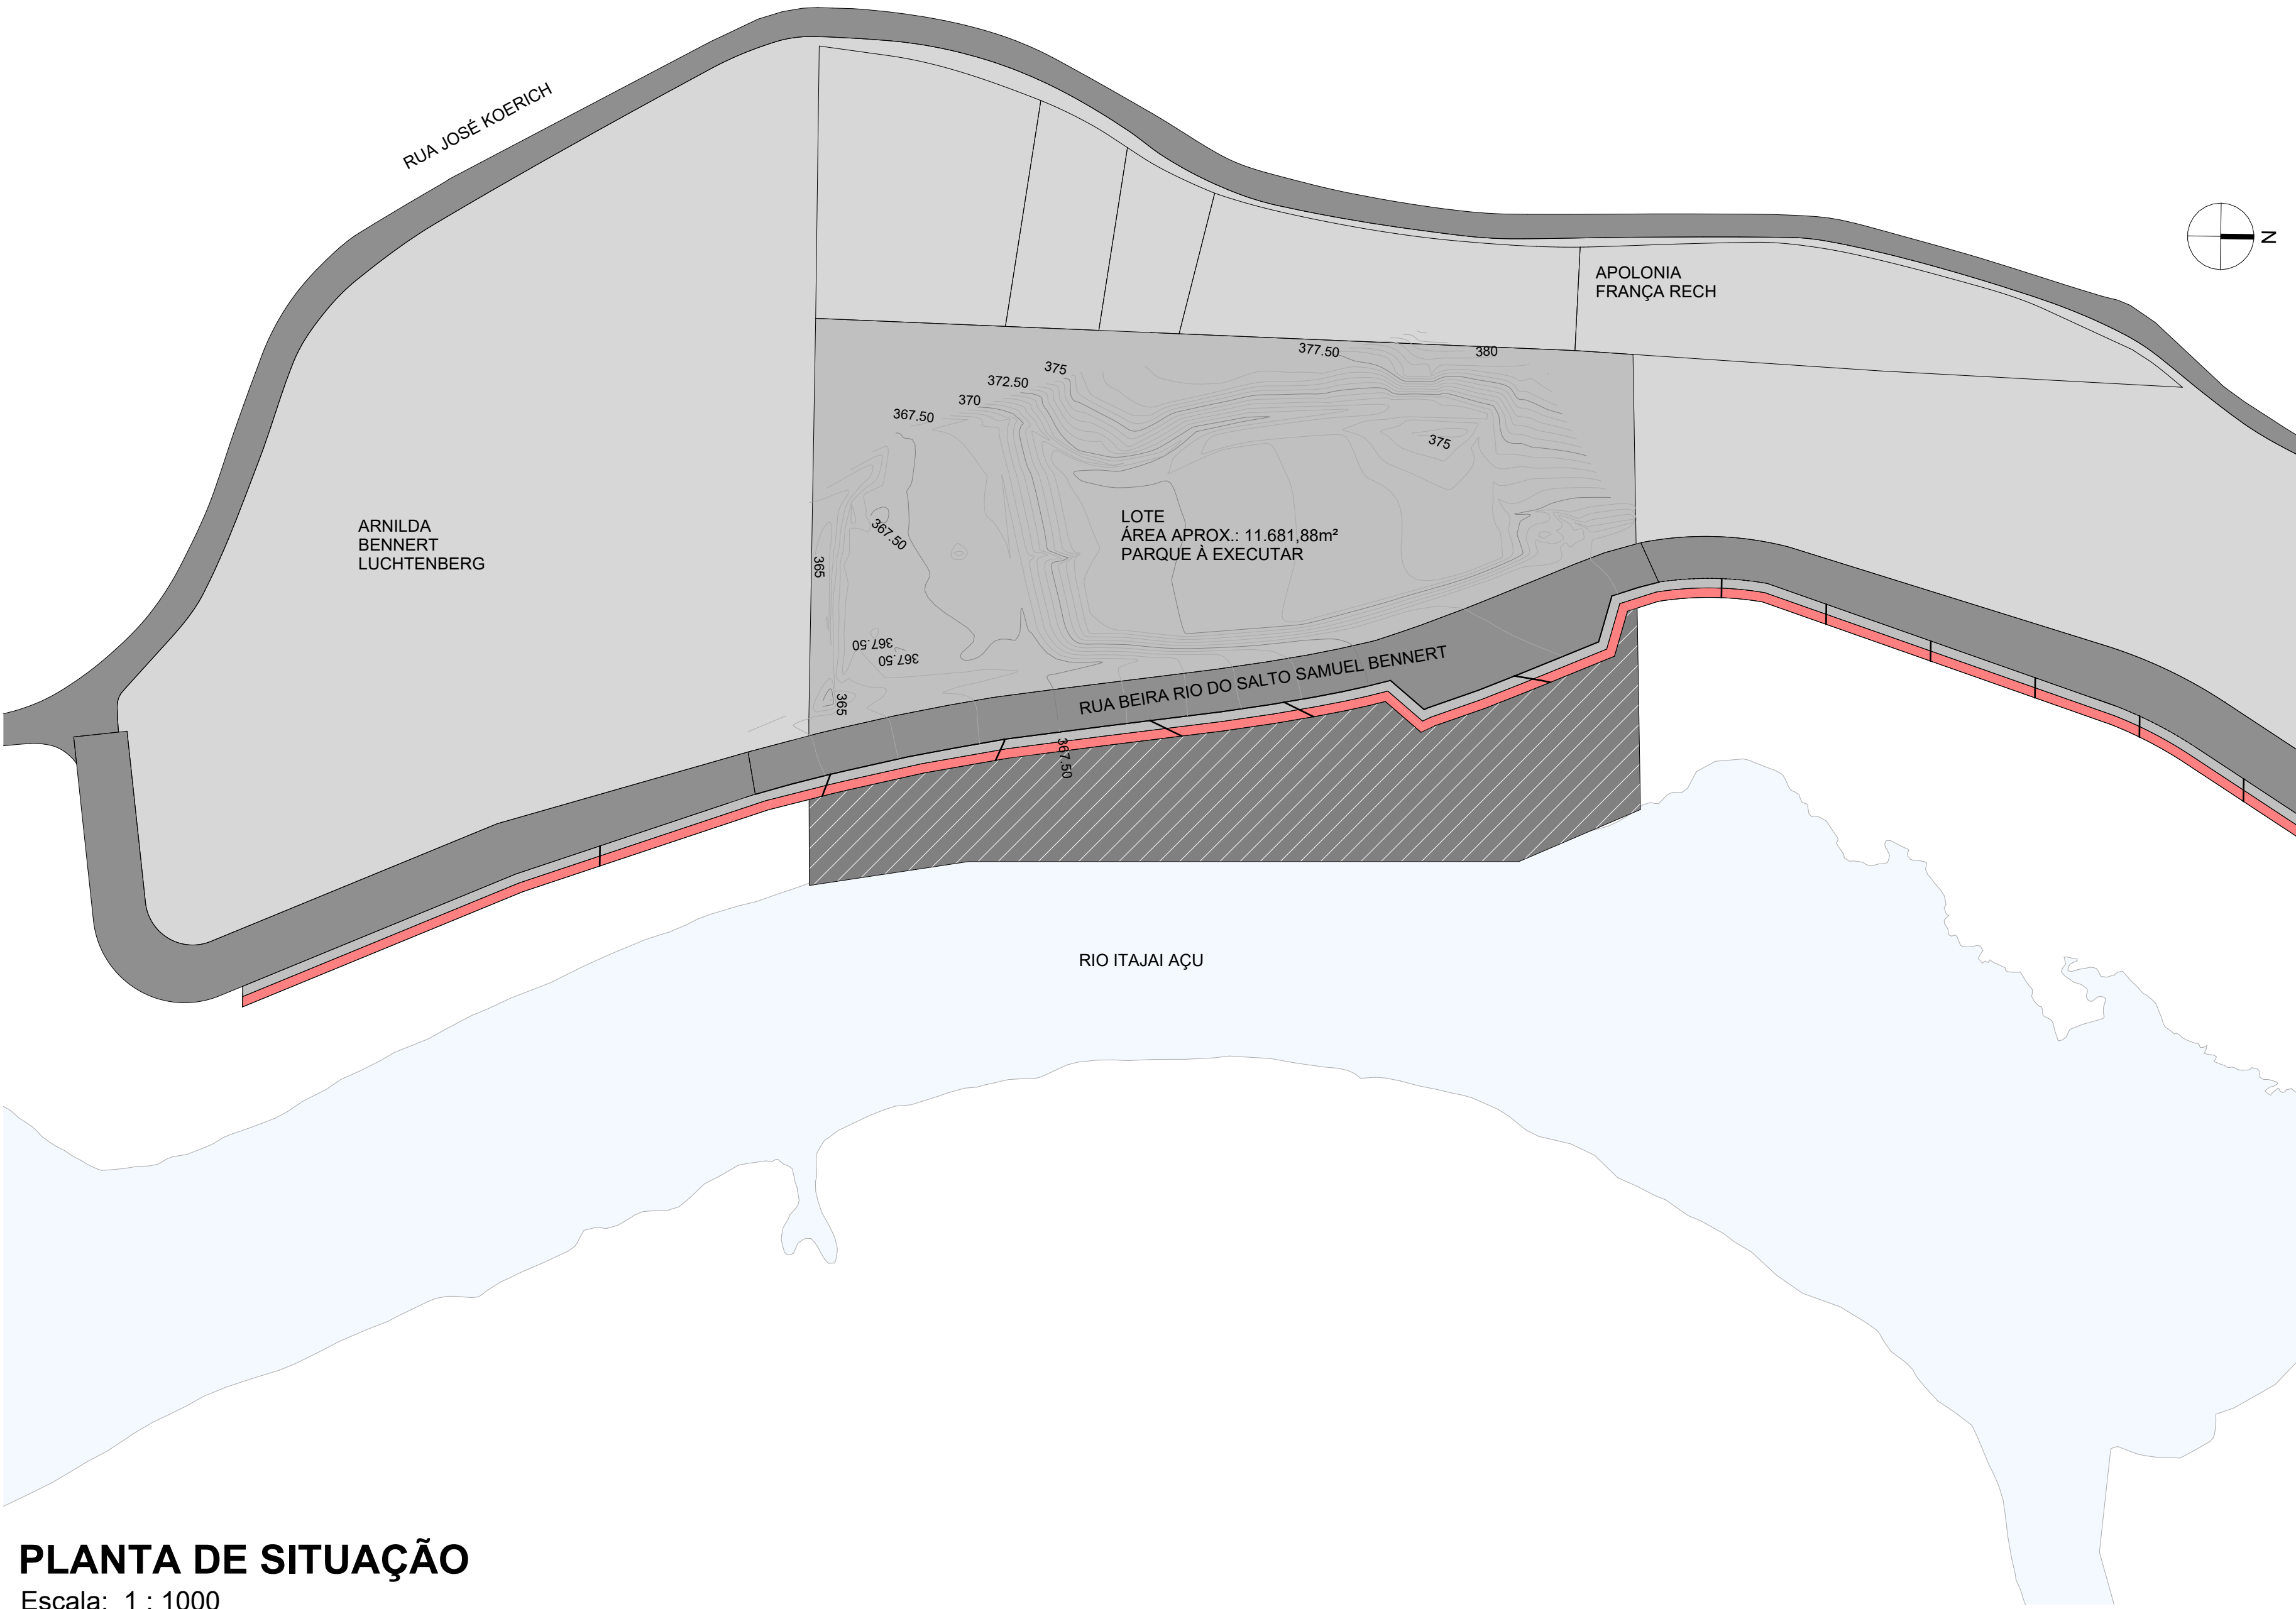 RUA JOSÉ KOERICH
N
APOLONIA
FRANÇA RECH
377.50
380
375
372.50
370
367.50
375
LOTE
ÁREA APROX.: 11.681,88m²
PARQUE À EXECUTAR
ARNILDA
BENNERT
LUCHTENBERG
367.50
365
367.50
367.50
365
RUA BEIRA RIO DO SALTO SAMUEL BENNERT
367.50
RIO ITAJAI AÇU
PLANTA DE SITUAÇÃO
Escala: 1 : 1000